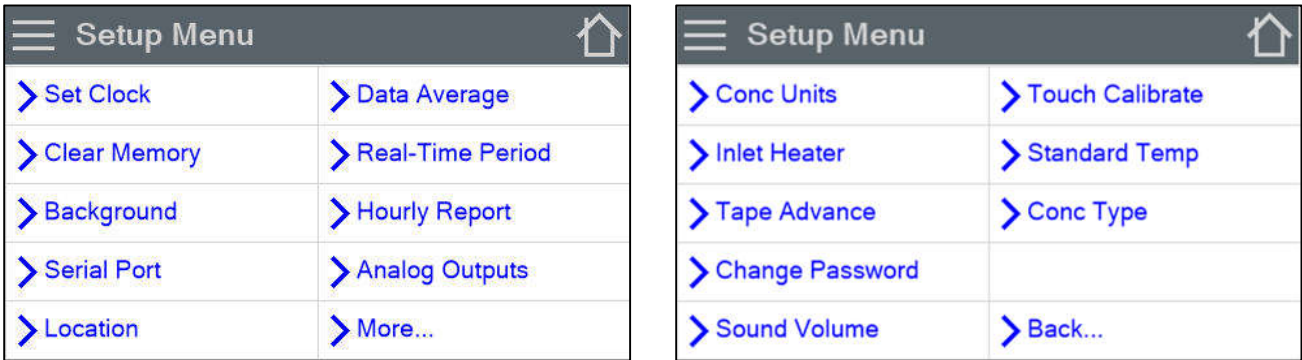 Setup Menu
Set Clock
Data Average
Clear Memory
Real-Time Period
Background
Hourly Report
Serial Port
Analog Outputs
Location
More...
Setup Menu
Conc Units
Touch Calibrate
Inlet Heater
Standard Temp
Tape Advance
Conc Type
Change Password
Sound Volume
Back...